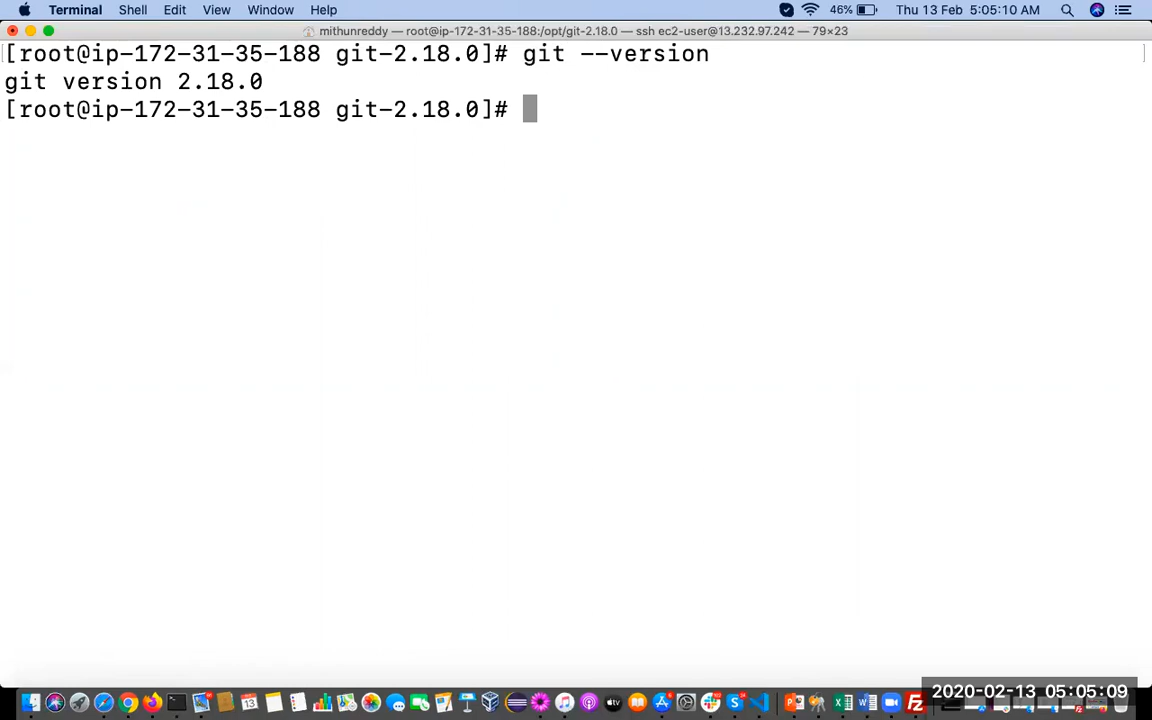 Terminal Shell Edit View Window Help 46% Thu 13 Feb 5:05:10 AM
mithunreddy — root@ip-172-31-35-188:/opt/git-2.18.0 — ssh ec2-user@13.232.97.242 — 79×23
[root@ip-172-31-35-188 git-2.18.0]# git --version
git version 2.18.0
[root@ip-172-31-35-188 git-2.18.0]#
2020-02-13 05:05:09